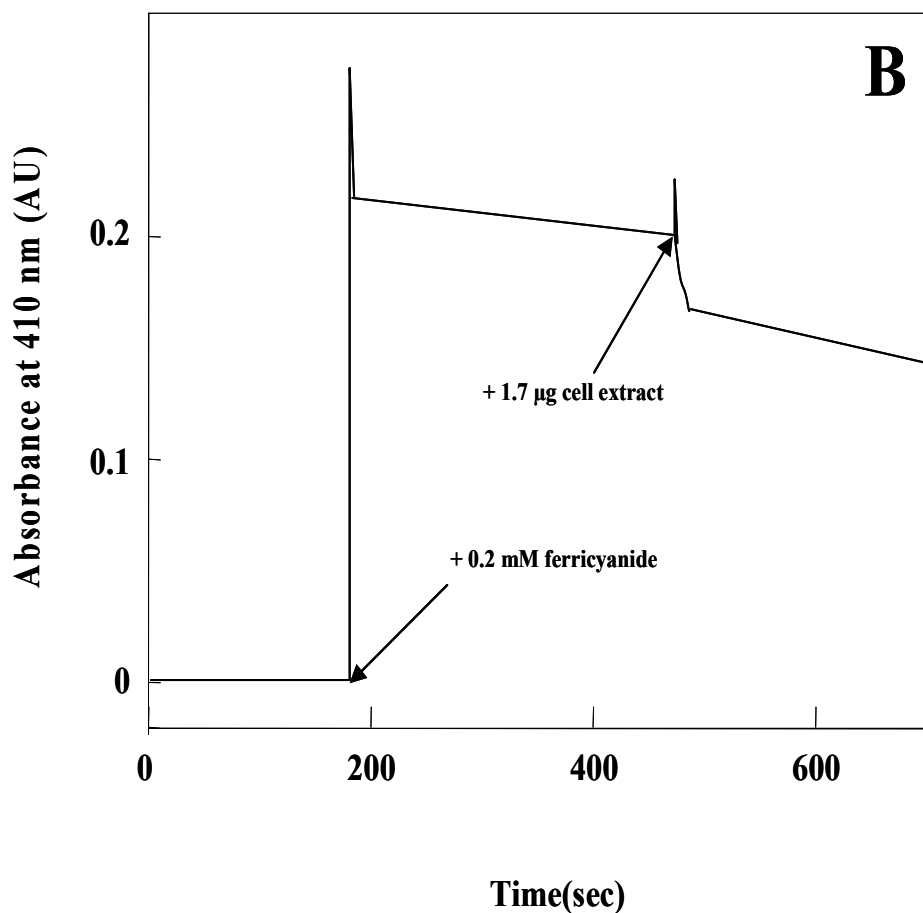 B
Absorbance at 410 nm (AU)
0.2
+ 1.7 μg cell extract
0.1
+ 0.2 mM ferricyanide
0
0 200 400 600
Time(sec)